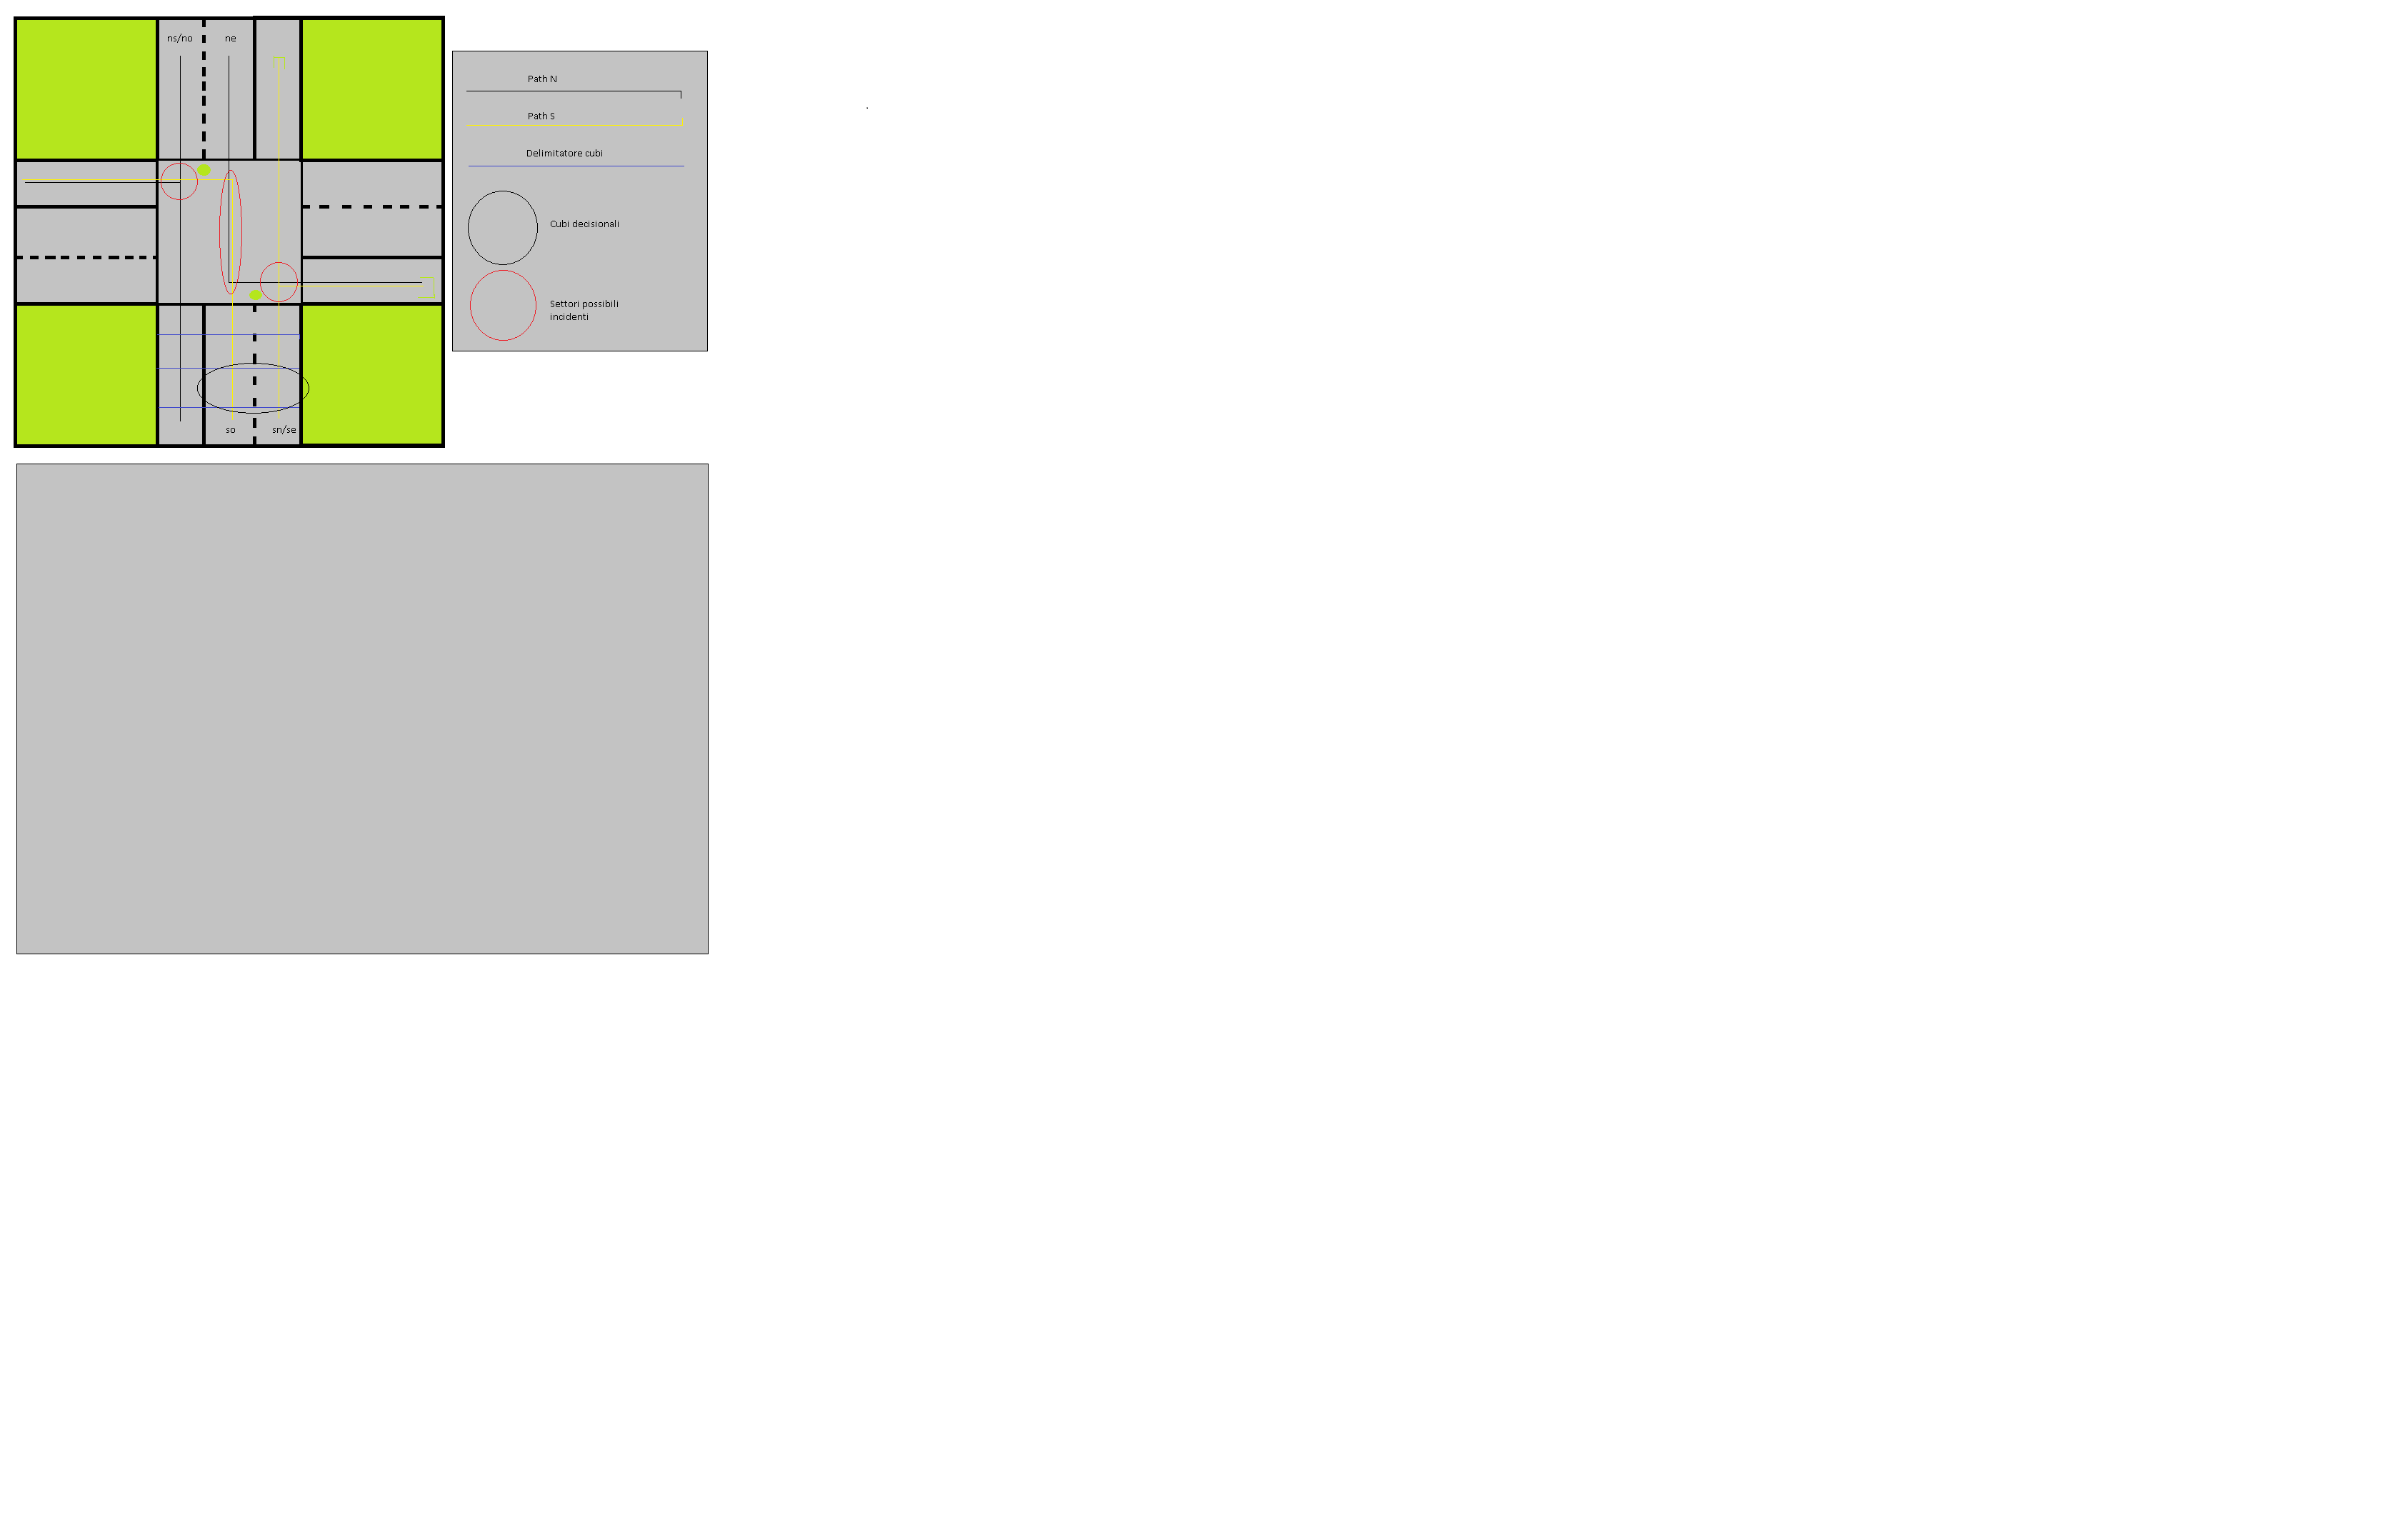 ns/no
ne
Path N
Path S
Delimitatore cubi
Cubi decisionali
Settori possibili
incidenti
so
sn/se